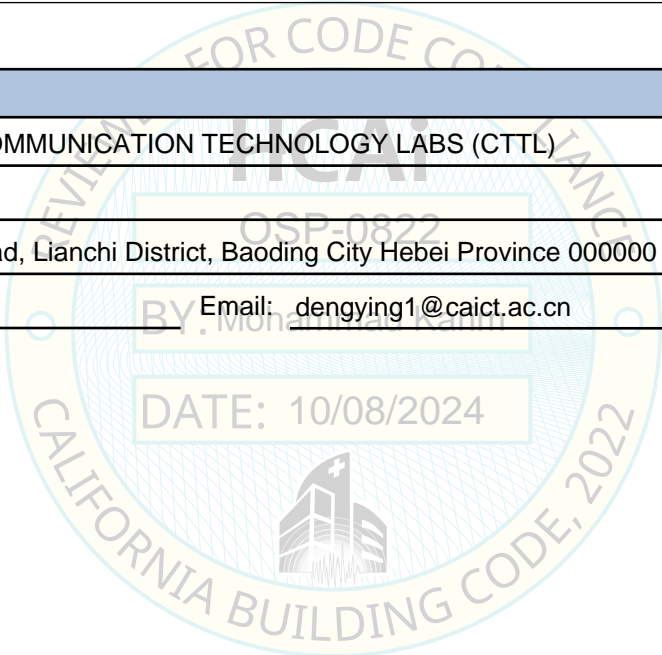 REVIEWED FOR CODE COMPLIANCE
HCAi
OMMUNICATION TECHNOLOGY LABS (CTTL)
OSP-0822
ad, Lianchi District, Baoding City Hebei Province 000000
BY: Mohammad Karim
Email: dengying1@caict.ac.cn
DATE: 10/08/2024
CALIFORNIA BUILDING CODE, 2022